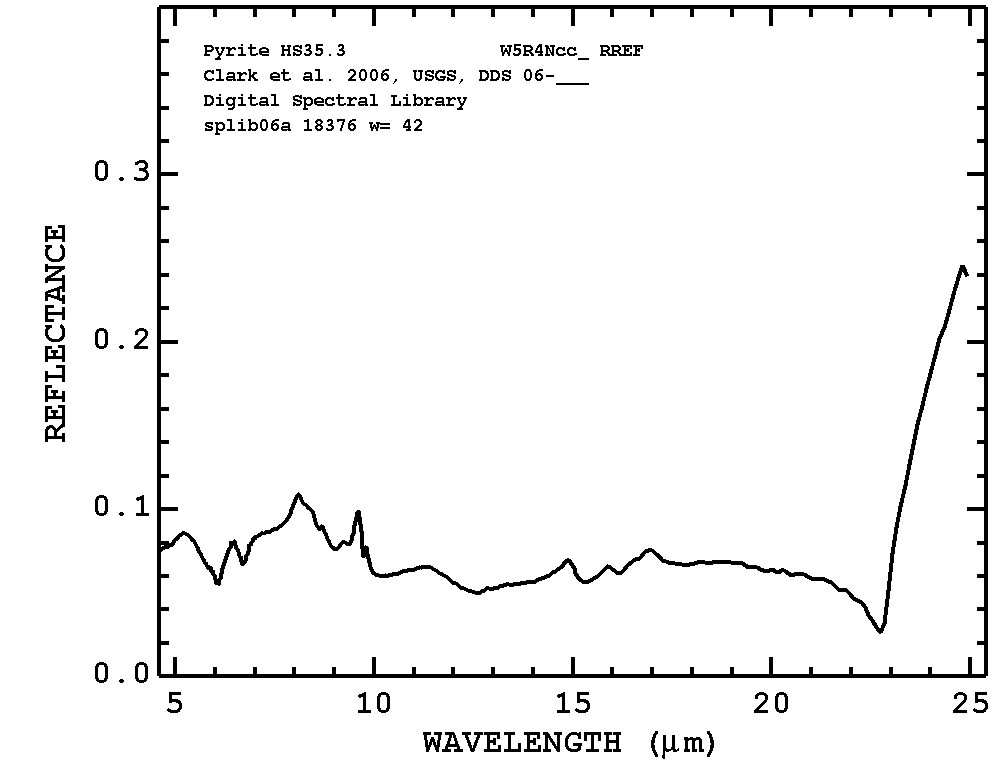 Pyrite HS35.3 W5R4Ncc_ RREF
Clark et al. 2006, USGS, DDS 06-___
Digital Spectral Library
splib06a 18376 w= 42
0.3
0.2
0.1
0.0
REFLECTANCE
5 10 15 20 25
WAVELENGTH (μm)